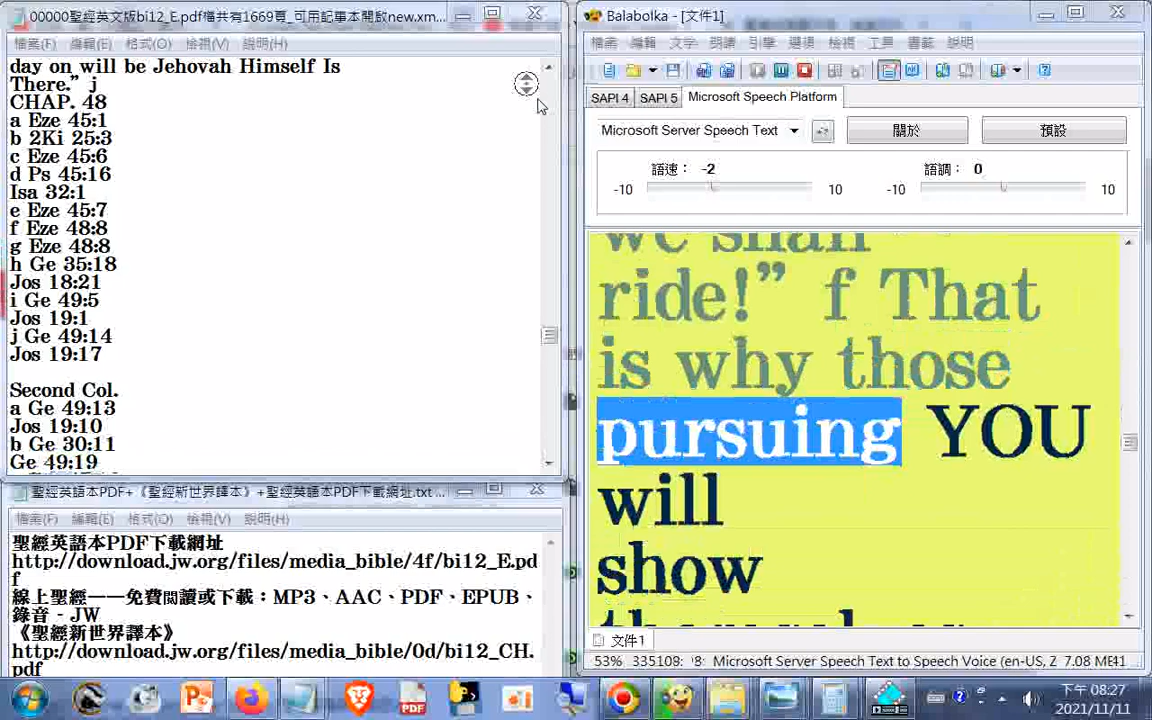 00000聖經英文版bi12_E.pdf檔共有1669頁_可用記事本開啟new.xm...
檔案(F) 編輯(E) 格式(O) 檢視(V) 說明(H)
day on will be Jehovah Himself Is
There.” j
CHAP. 48
a Eze 45:1
b 2Ki 25:3
c Eze 45:6
d Ps 45:16
Isa 32:1
e Eze 45:7
f Eze 48:8
g Eze 48:8
h Ge 35:18
Jos 18:21
i Ge 49:5
Jos 19:1
j Ge 49:14
Jos 19:17
Second Col.
a Ge 49:13
Jos 19:10
b Ge 30:11
Ge 49:19
聖經英語本PDF+《聖經新世界譯本》+聖經英語本PDF下載網址.txt ...
檔案(F) 編輯(E) 格式(O) 檢視(V) 說明(H)
聖經英語本PDF下載網址
http://download.jw.org/files/media_bible/4f/bi12_E.pd
f
線上聖經——免費閱讀或下載：MP3、AAC、PDF、EPUB、
錄音 - JW
《聖經新世界譯本》
http://download.jw.org/files/media_bible/0d/bi12_CH.
pdf
Balabolka - [文件1]
檔案 編輯 文字 朗讀 引擎 選項 檢視 工具 書籤 說明
SAPI 4 SAPI 5 Microsoft Speech Platform
Microsoft Server Speech Text 關於 預設
語速： -2 語調： 0
-10 10 -10 10
we shall
ride!” f That
is why those
pursuing YOU
will
show
文件1
53% 335108: Microsoft Server Speech Text to Speech Voice (en-US, Z 7.08 ME
PDF
下午 08:27
2021/11/11